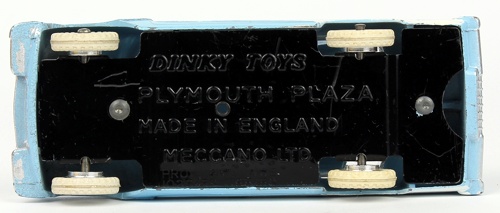 DINKY TOYS
PLYMOUTH PLAZA
MADE IN ENGLAND
MECCANO LTD